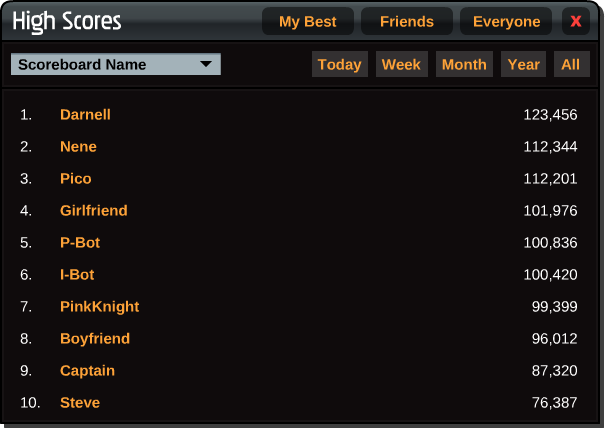 High Scores My Best Friends Everyone X
Scoreboard Name Today Week Month Year All
1. Darnell 123,456
2. Nene 112,344
3. Pico 112,201
4. Girlfriend 101,976
5. P-Bot 100,836
6. I-Bot 100,420
7. PinkKnight 99,399
8. Boyfriend 96,012
9. Captain 87,320
10. Steve 76,387